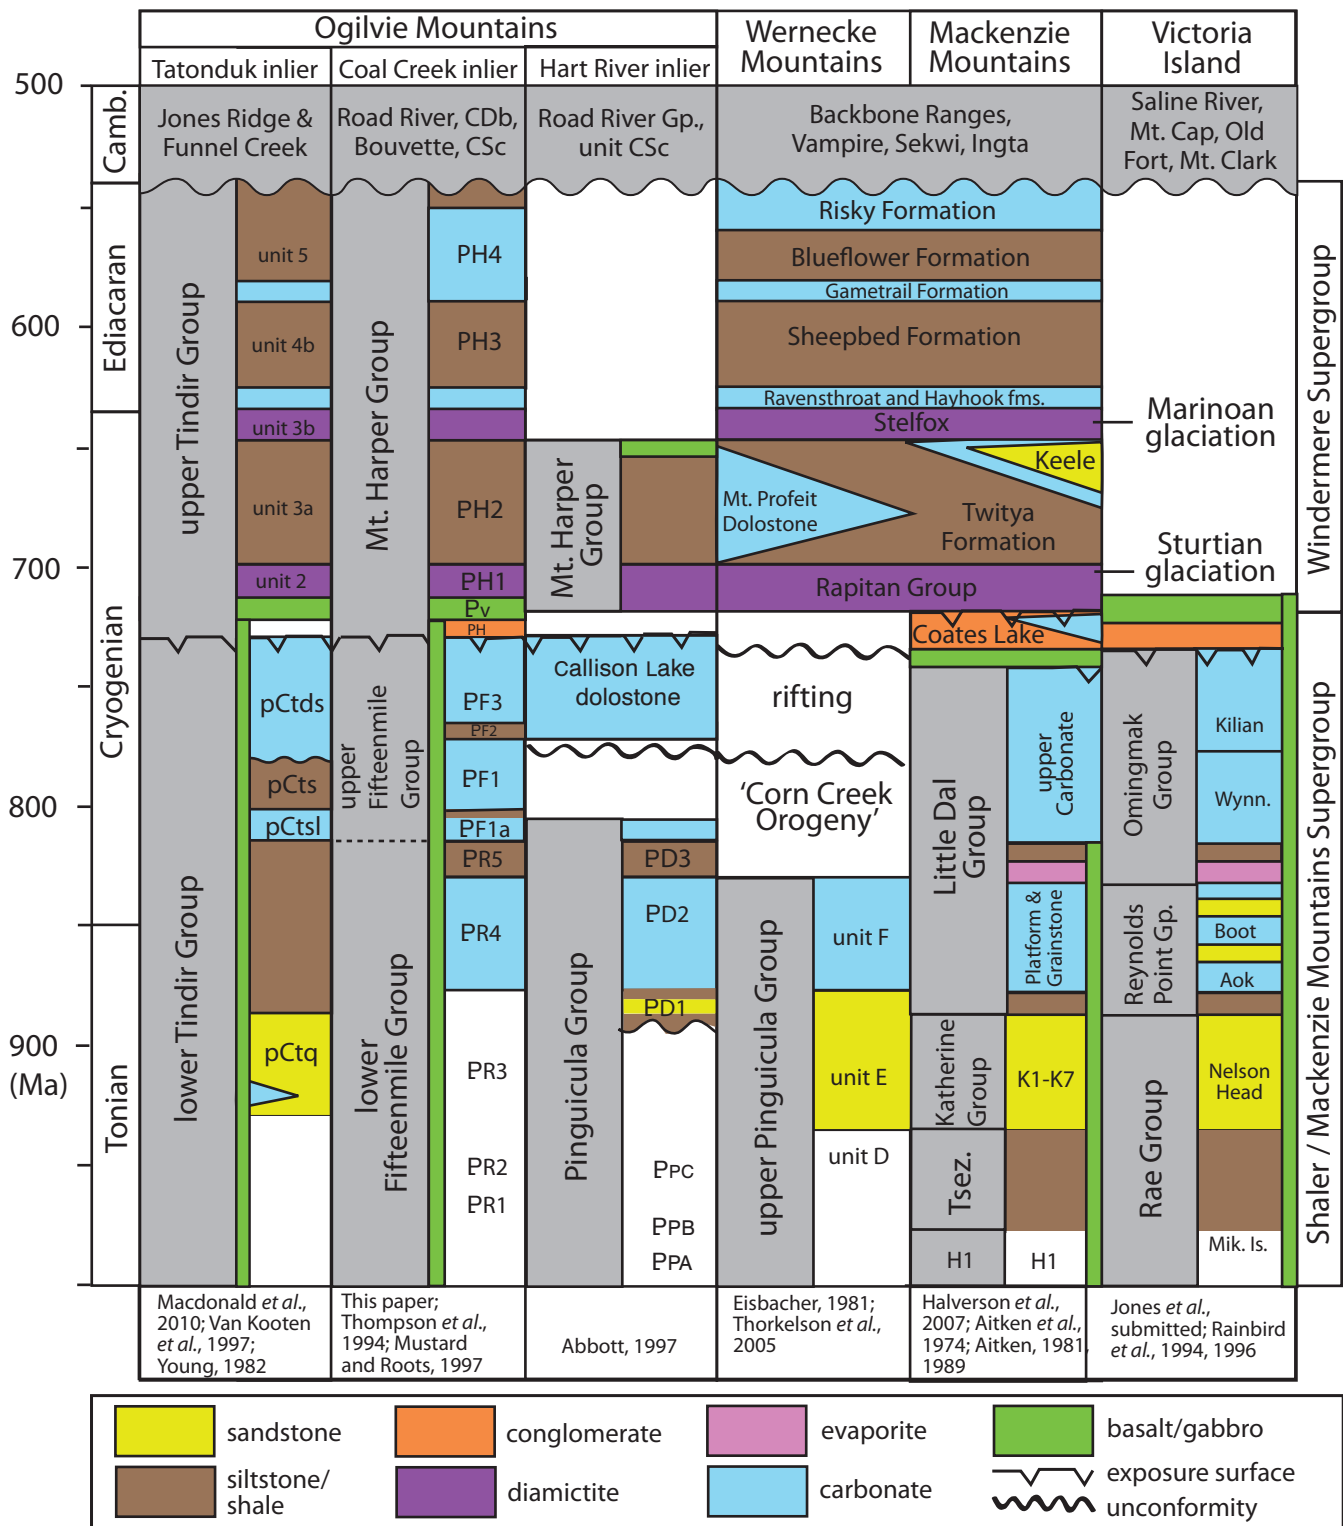 Ogilvie Mountains
Wernecke
Mountains
Mackenzie
Mountains
Victoria
Island
Tatonduk inlier
Coal Creek inlier
Hart River inlier
500
600
700
800
900
(Ma)
Camb.
Ediacaran
Cryogenian
Tonian
Jones Ridge &
Funnel Creek
Road River, CDb,
Bouvette, CSc
Road River Gp.,
unit CSc
Backbone Ranges,
Vampire, Sekwi, Ingta
Saline River,
Mt. Cap, Old
Fort, Mt. Clark
upper Tindir Group
lower Tindir Group
unit 5
unit 4b
unit 3b
unit 3a
unit 2
pCtds
pCts
pCtsl
pCtq
Mt. Harper Group
upper
Fifteenmile
Group
lower
Fifteenmile Group
PH4
PH3
PH2
PH1
Pv
PH
PF3
PF2
PF1
PF1a
PR5
PR4
PR3
PR2
PR1
Mt. Harper
Group
Callison Lake
dolostone
Pinguicula Group
PD3
PD2
PD1
PPC
PPB
PPA
Risky Formation
Blueflower Formation
Gametrail Formation
Sheepbed Formation
Ravensthroat and Hayhook fms.
Stelfox
Keele
Mt. Profeit
Dolostone
Twitya
Formation
Rapitan Group
Coates Lake
rifting
'Corn Creek
Orogeny'
upper Pinguicula Group
unit F
unit E
unit D
Little Dal
Group
upper
Carbonate
Platform &
Grainstone
Katherine
Group
K1-K7
Tsez.
H1
H1
Marinoan
glaciation
Sturtian
glaciation
Omingmak
Group
Kilian
Wynn.
Reynolds
Point Gp.
Boot
Aok
Rae Group
Nelson
Head
Mik. Is.
Windermere Supergroup
Shaler / Mackenzie Mountains Supergroup
Macdonald et al.,
2010; Van Kooten
et al., 1997;
Young, 1982
This paper;
Thompson et al.,
1994; Mustard
and Roots, 1997
Abbott, 1997
Eisbacher, 1981;
Thorkelson et al.,
2005
Halverson et al.,
2007; Aitken et al.,
1974; Aitken, 1981,
1989
Jones et al.,
submitted; Rainbird
et al., 1994, 1996
sandstone
conglomerate
evaporite
basalt/gabbro
siltstone/
shale
diamictite
carbonate
exposure surface
unconformity